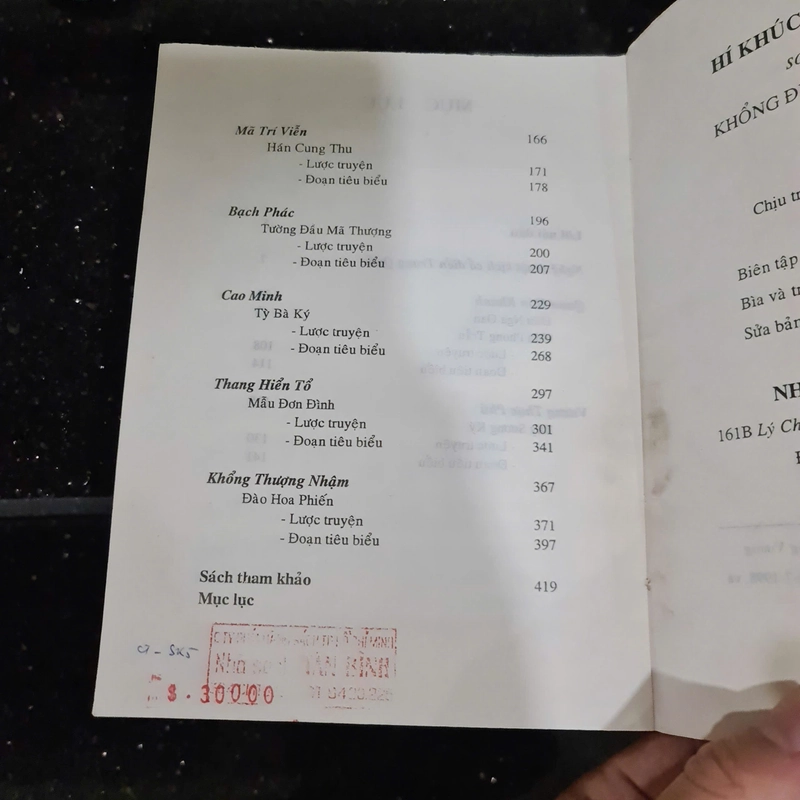 Mã Trí Viễn 166
Hán Cung Thu
- Lược truyện 171
- Đoạn tiêu biểu 178
Bạch Phác 196
Tường Đầu Mã Thượng
- Lược truyện 200
- Đoạn tiêu biểu 207
Cao Minh 229
Tỳ Bà Ký
- Lược truyện 239
- Đoạn tiêu biểu 268
Thang Hiển Tổ 297
Mẫu Đơn Đình
- Lược truyện 301
- Đoạn tiêu biểu 341
Khổng Thượng Nhậm 367
Đào Hoa Phiến
- Lược truyện 371
- Đoạn tiêu biểu 397
Sách tham khảo 419
Mục lục
TÂN BÌNH
30000
HÍ KHÚC
KHỔNG
Chịu
Biên tập
Bìa và
Sửa bản
161B Lý